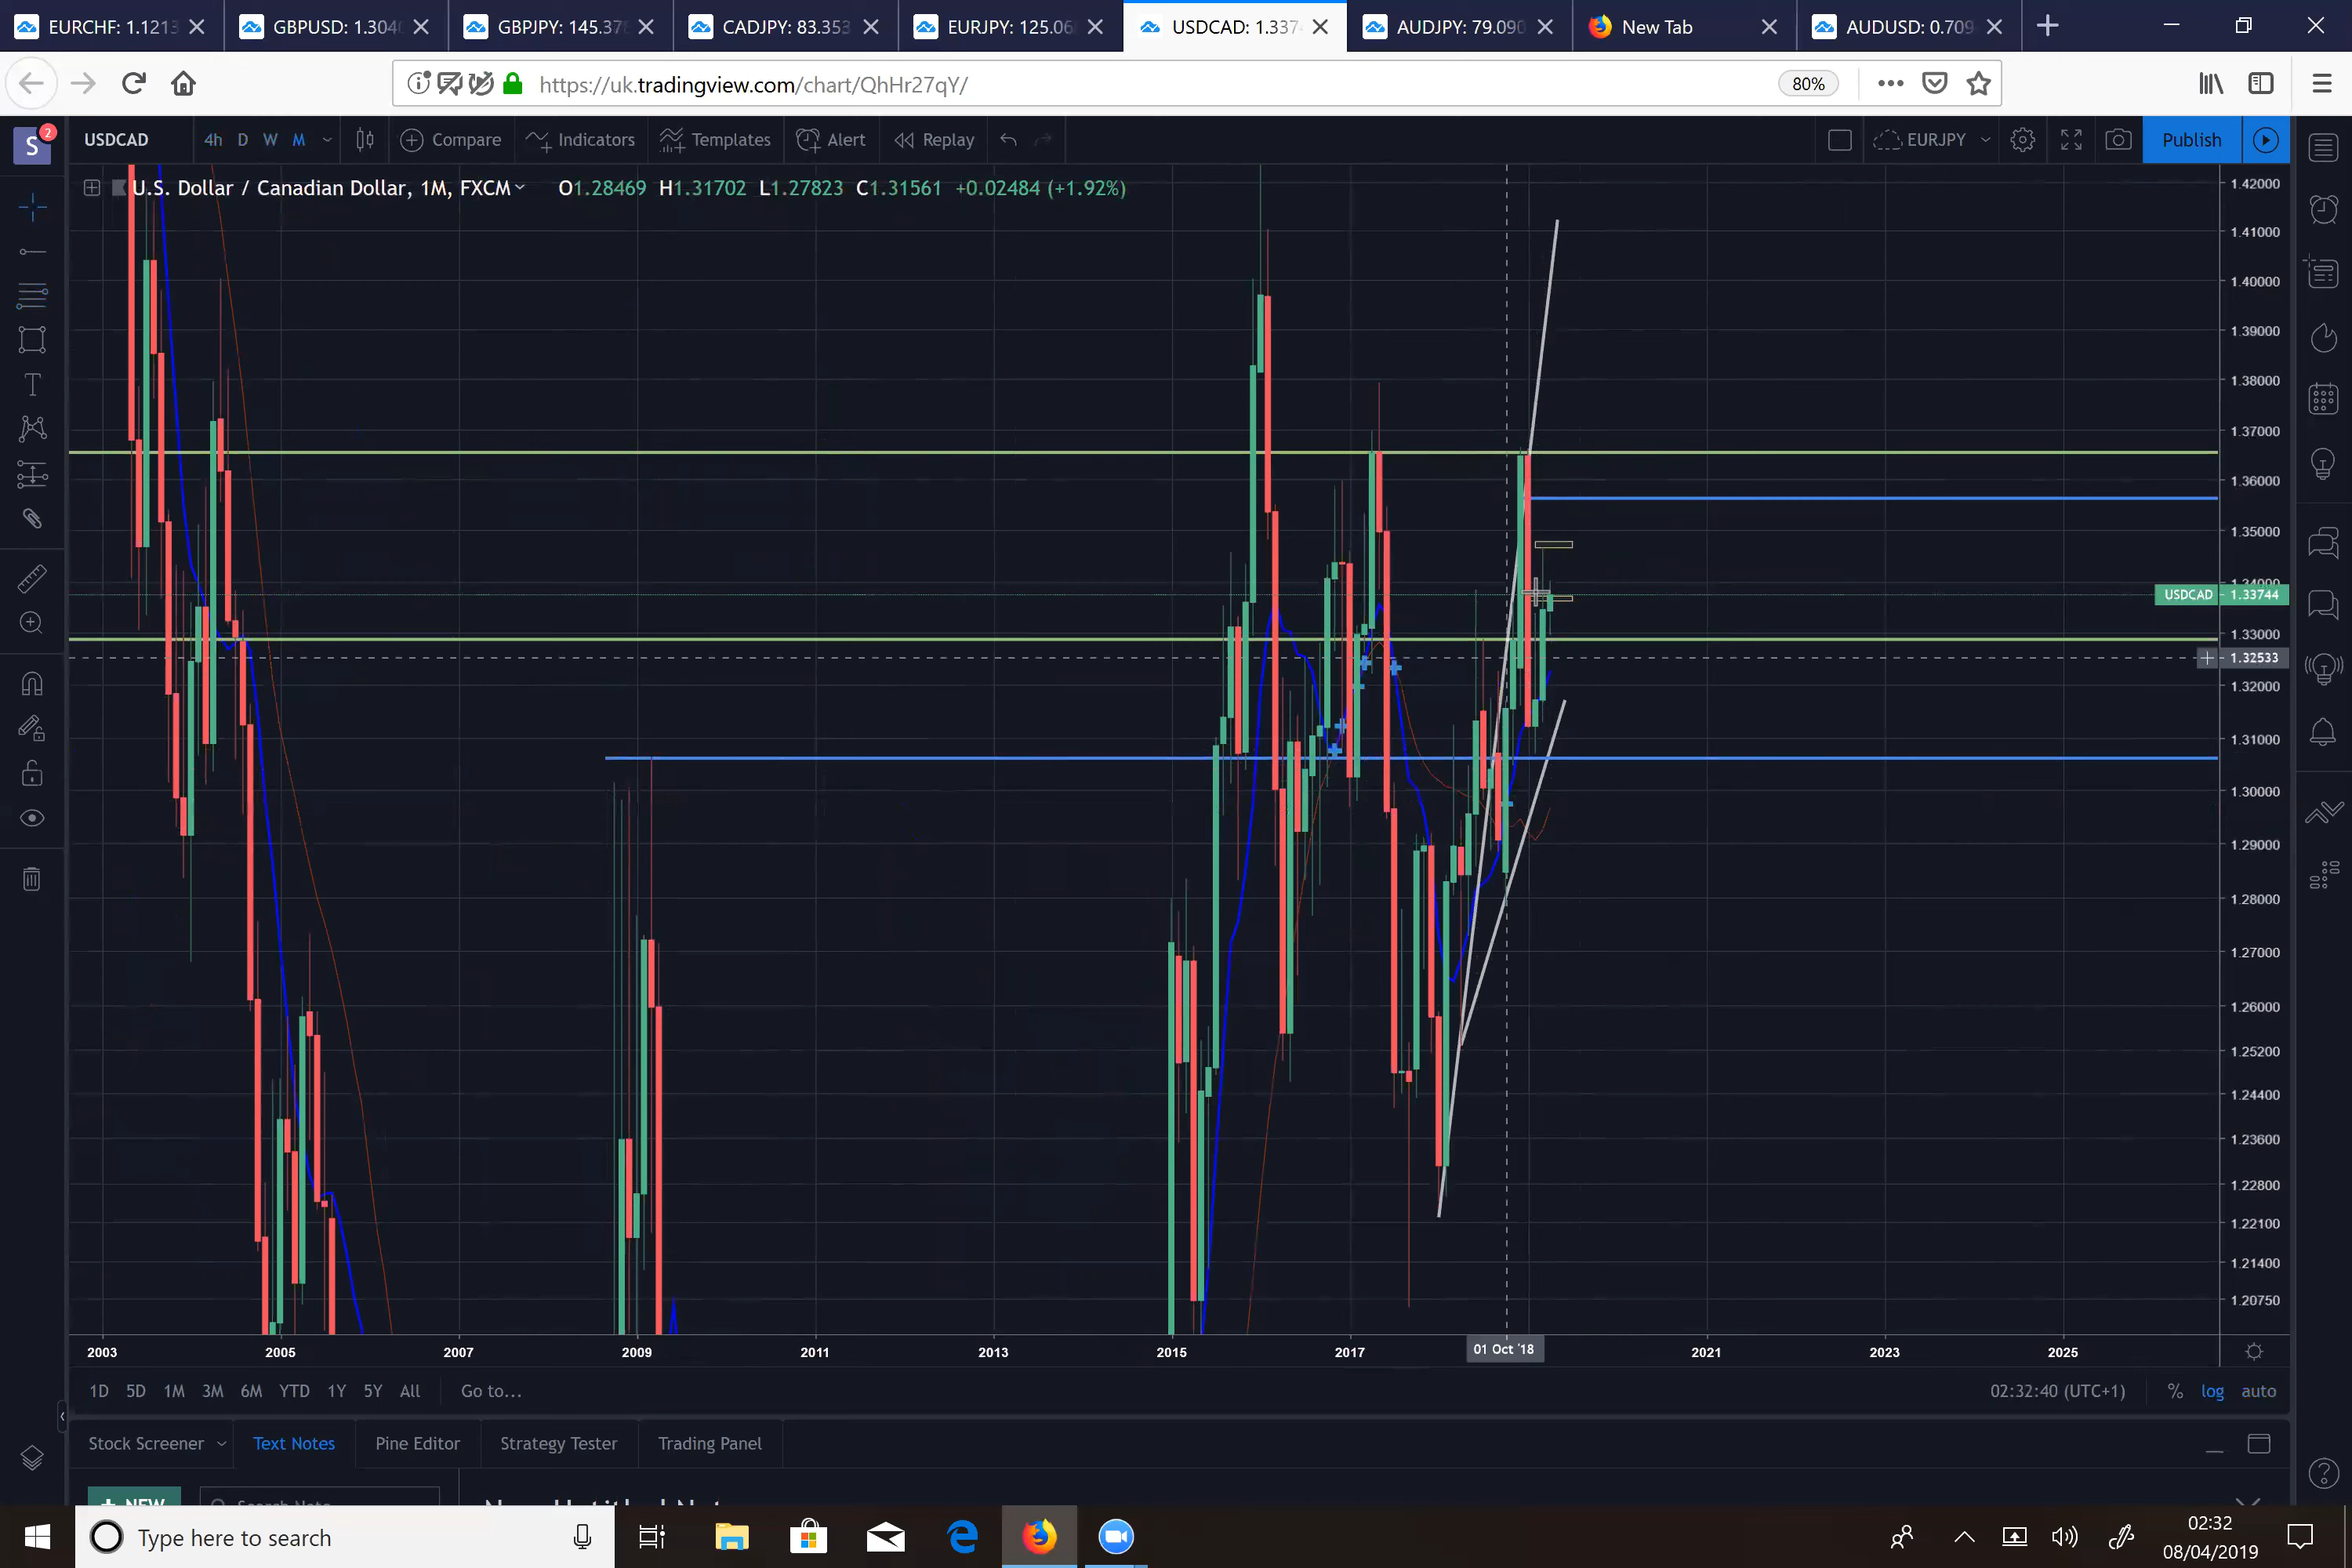 EURCHF: 1.1213
GBPUSD: 1.3040
GBPJPY: 145.378
CADJPY: 83.353
EURJPY: 125.06
USDCAD: 1.337
AUDJPY: 79.090
New Tab
AUDUSD: 0.709
https://uk.tradingview.com/chart/QhHr27qY/
80%
S
2
USDCAD
4h D W M
Compare
Indicators
Templates
Alert
Replay
EURJPY
Publish
U.S. Dollar / Canadian Dollar, 1M, FXCM
O1.28469 H1.31702 L1.27823 C1.31561 +0.02484 (+1.92%)
1.42000
1.41000
1.40000
1.39000
1.38000
1.37000
1.36000
1.35000
1.34000
USDCAD 1.33744
1.33000
1.32533
1.32000
1.31000
1.30000
1.29000
1.28000
1.27000
1.26000
1.25200
1.24400
1.23600
1.22800
1.22100
1.21400
1.20750
2003 2005 2007 2009 2011 2013 2015 2017 01 Oct '18 2021 2023 2025
1D 5D 1M 3M 6M YTD 1Y 5Y All Go to...
02:32:40 (UTC+1) % log auto
Stock Screener Text Notes Pine Editor Strategy Tester Trading Panel
+ NEW
Type here to search
02:32
08/04/2019